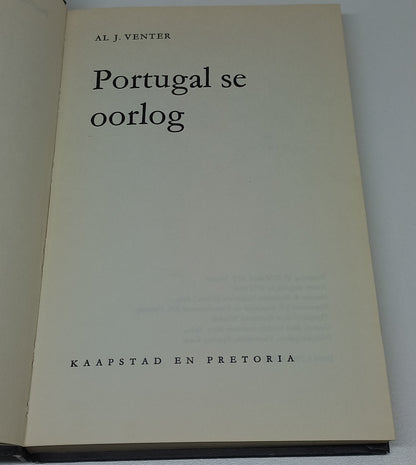 AL J. VENTER
Portugal se
oorlog
KAAPSTAD EN PRETORIA